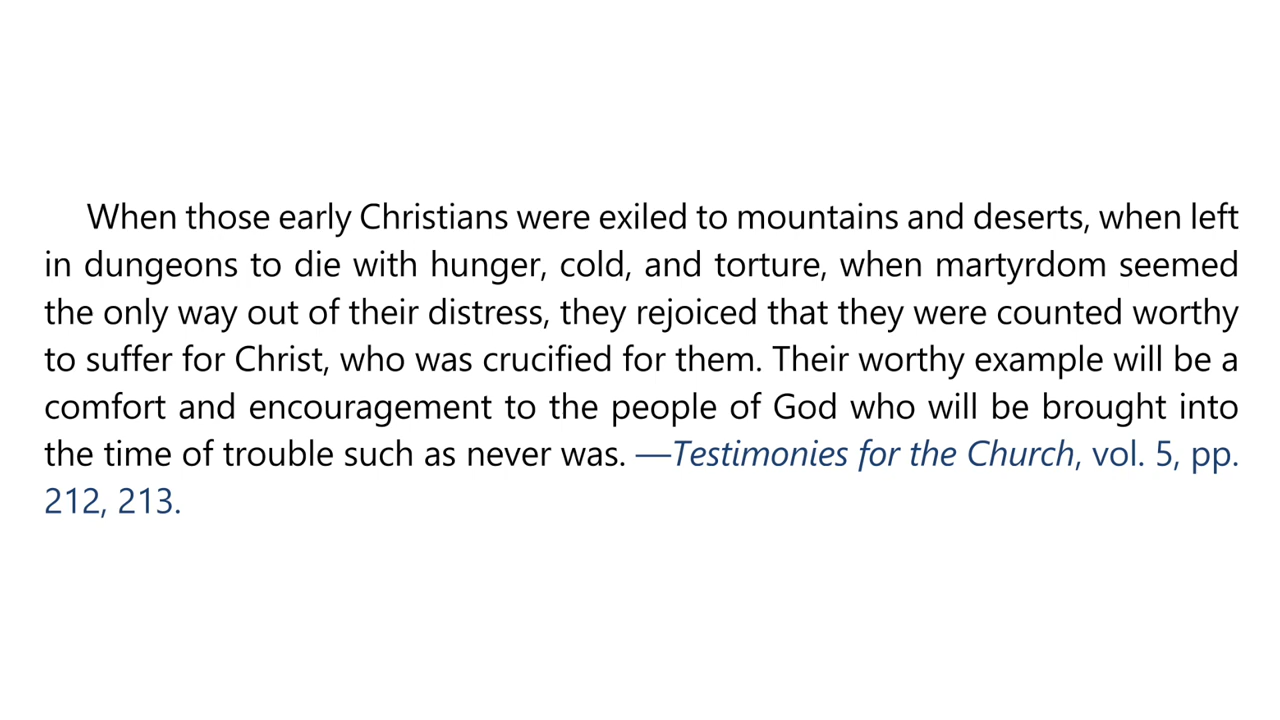 When those early Christians were exiled to mountains and deserts, when left
in dungeons to die with hunger, cold, and torture, when martyrdom seemed
the only way out of their distress, they rejoiced that they were counted worthy
to suffer for Christ, who was crucified for them. Their worthy example will be a
comfort and encouragement to the people of God who will be brought into
the time of trouble such as never was. —Testimonies for the Church, vol. 5, pp.
212, 213.